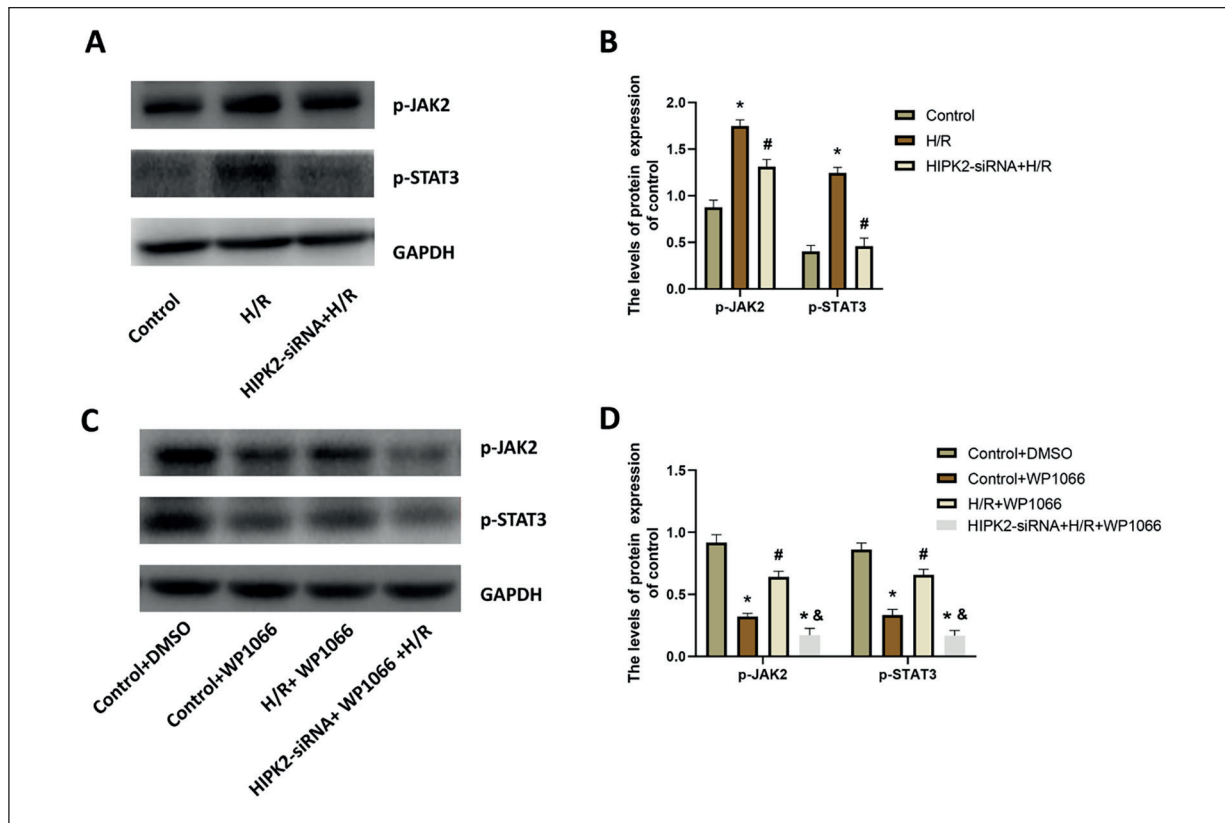 A
p-JAK2
p-STAT3
GAPDH
Control
H/R
HIPK2-siRNA+H/R
B
The levels of protein expression
of control
2.0
1.5
1.0
0.5
0.0
*
#
*
#
p-JAK2
p-STAT3
Control
H/R
HIPK2-siRNA+H/R
C
p-JAK2
p-STAT3
GAPDH
Control+DMSO
Control+WP1066
H/R+ WP1066
HIPK2-siRNA+ WP1066 +H/R
D
The levels of protein expression
of control
1.5
1.0
0.5
0.0
*
#
* &
*
#
* &
p-JAK2
p-STAT3
Control+DMSO
Control+WP1066
H/R+WP1066
HIPK2-siRNA+H/R+WP1066